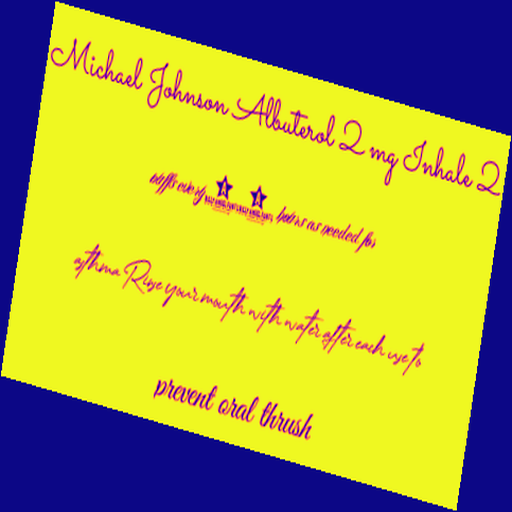 Michael Johnson Albuterol 2 mg Inhale 2
puffs every hours as needed for
asthma Rinse your mouth with water after each use to
prevent oral thrush